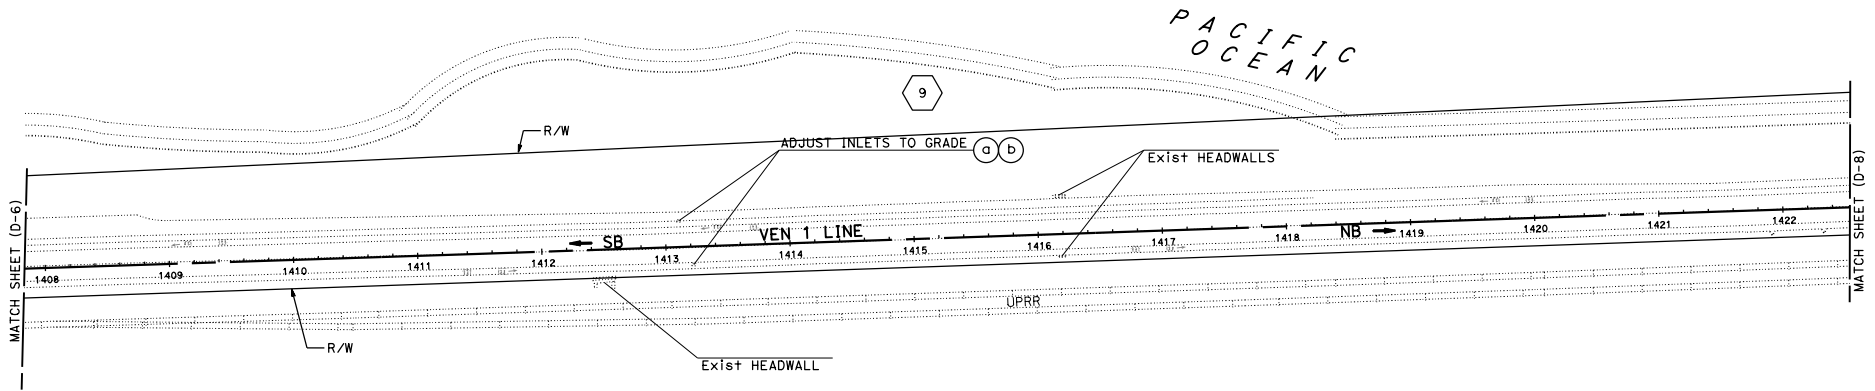 PACIFIC
OCEAN
9
R/W
ADJUST INLETS TO GRADE a b
Exist HEADWALLS
MATCH SHEET (D-6)
MATCH SHEET (D-8)
SB
VEN 1 LINE
NB
1408 1409 1410 1411 1412 1413 1414 1415 1416 1417 1418 1419 1420 1421 1422
UPRR
R/W
Exist HEADWALL